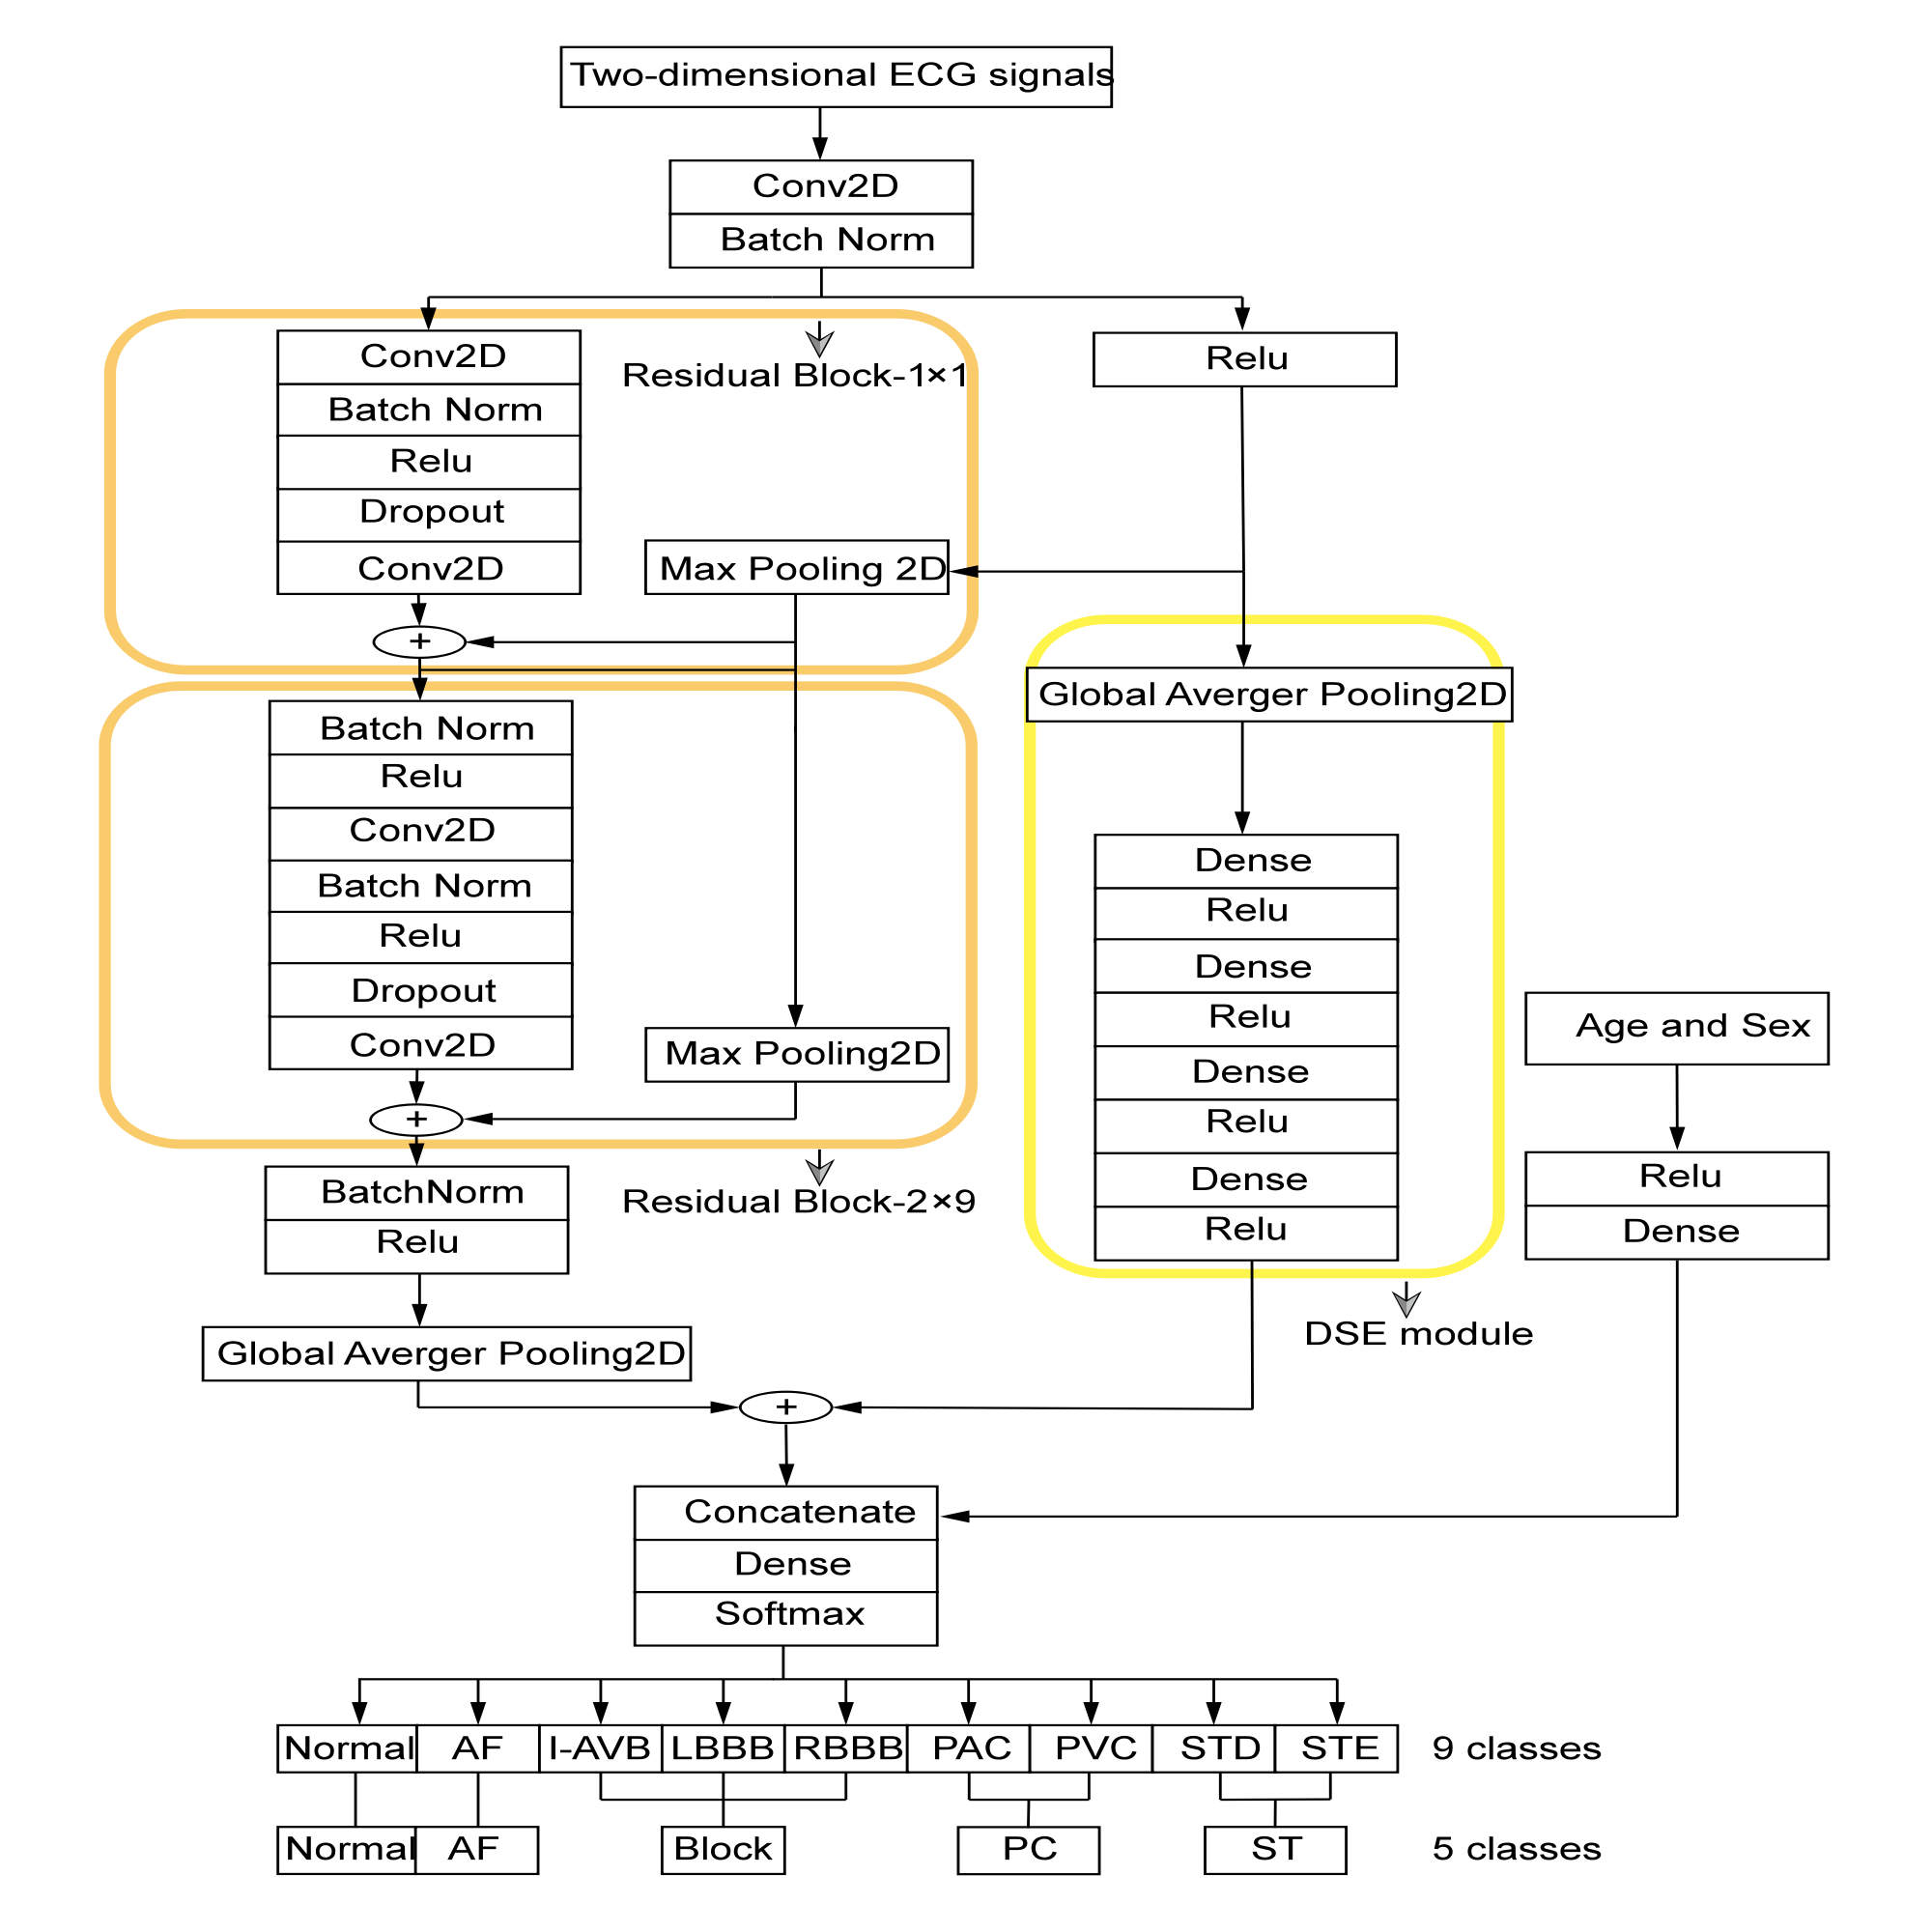 Two-dimensional ECG signals
Conv2D
Batch Norm
Conv2D
Batch Norm
Relu
Dropout
Conv2D
+
Residual Block-1×1
Max Pooling 2D
Relu
Batch Norm
Relu
Conv2D
Batch Norm
Relu
Dropout
Conv2D
+
Max Pooling2D
Residual Block-2×9
BatchNorm
Relu
Global Averger Pooling2D
Global Averger Pooling2D
Dense
Relu
Dense
Relu
Dense
Relu
Dense
Relu
DSE module
Age and Sex
Relu
Dense
+
Concatenate
Dense
Softmax
Normal AF I-AVB LBBB RBBB PAC PVC STD STE 9 classes
Normal AF Block PC ST 5 classes